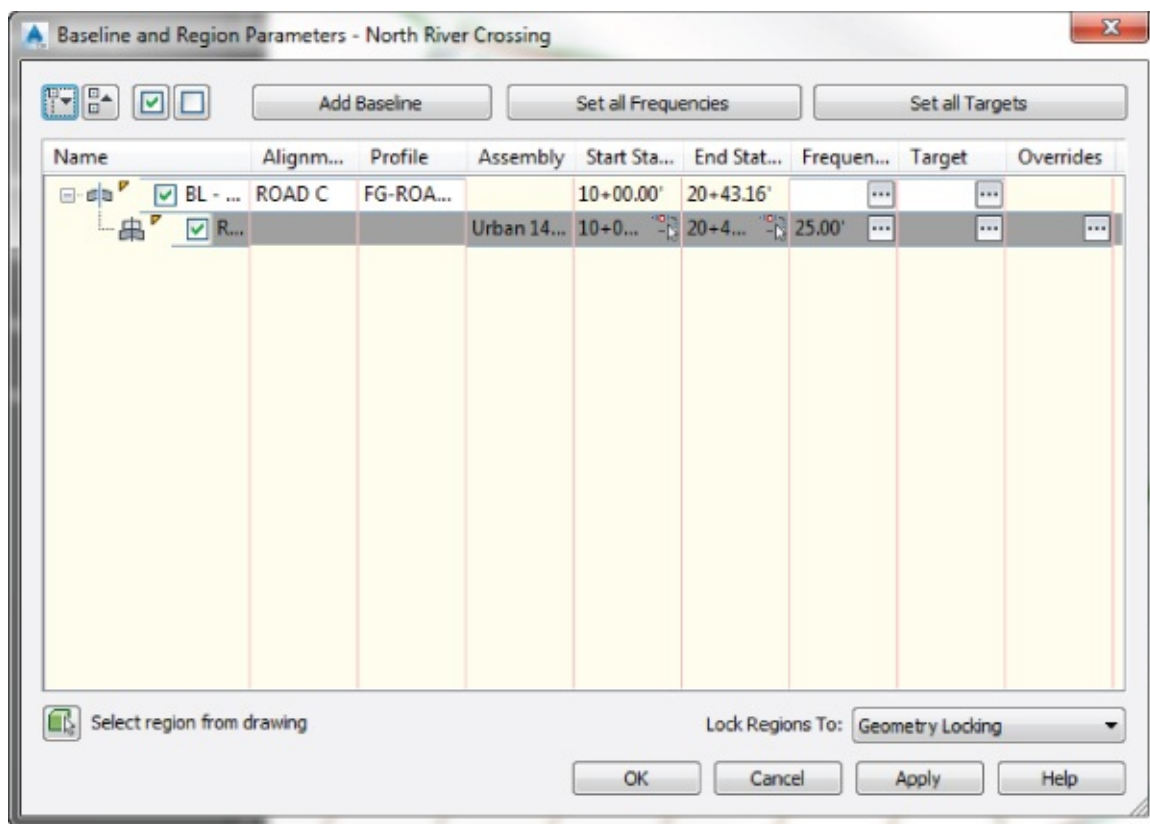 Baseline and Region Parameters - North River Crossing
Add Baseline Set all Frequencies Set all Targets
Name Alignm... Profile Assembly Start Sta... End Stat... Frequen... Target Overrides
BL - ... ROAD C FG-ROA... 10+00.00' 20+43.16'
R... Urban 14... 10+0... 20+4... 25.00'
Select region from drawing Lock Regions To: Geometry Locking
OK Cancel Apply Help